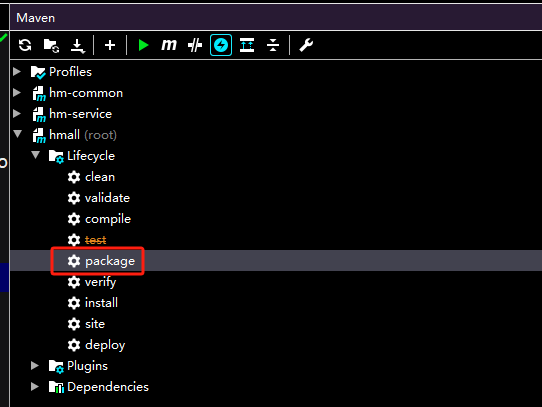 Maven
Profiles
hm-common
hm-service
hmall (root)
Lifecycle
clean
validate
compile
test
package
verify
install
site
deploy
Plugins
Dependencies